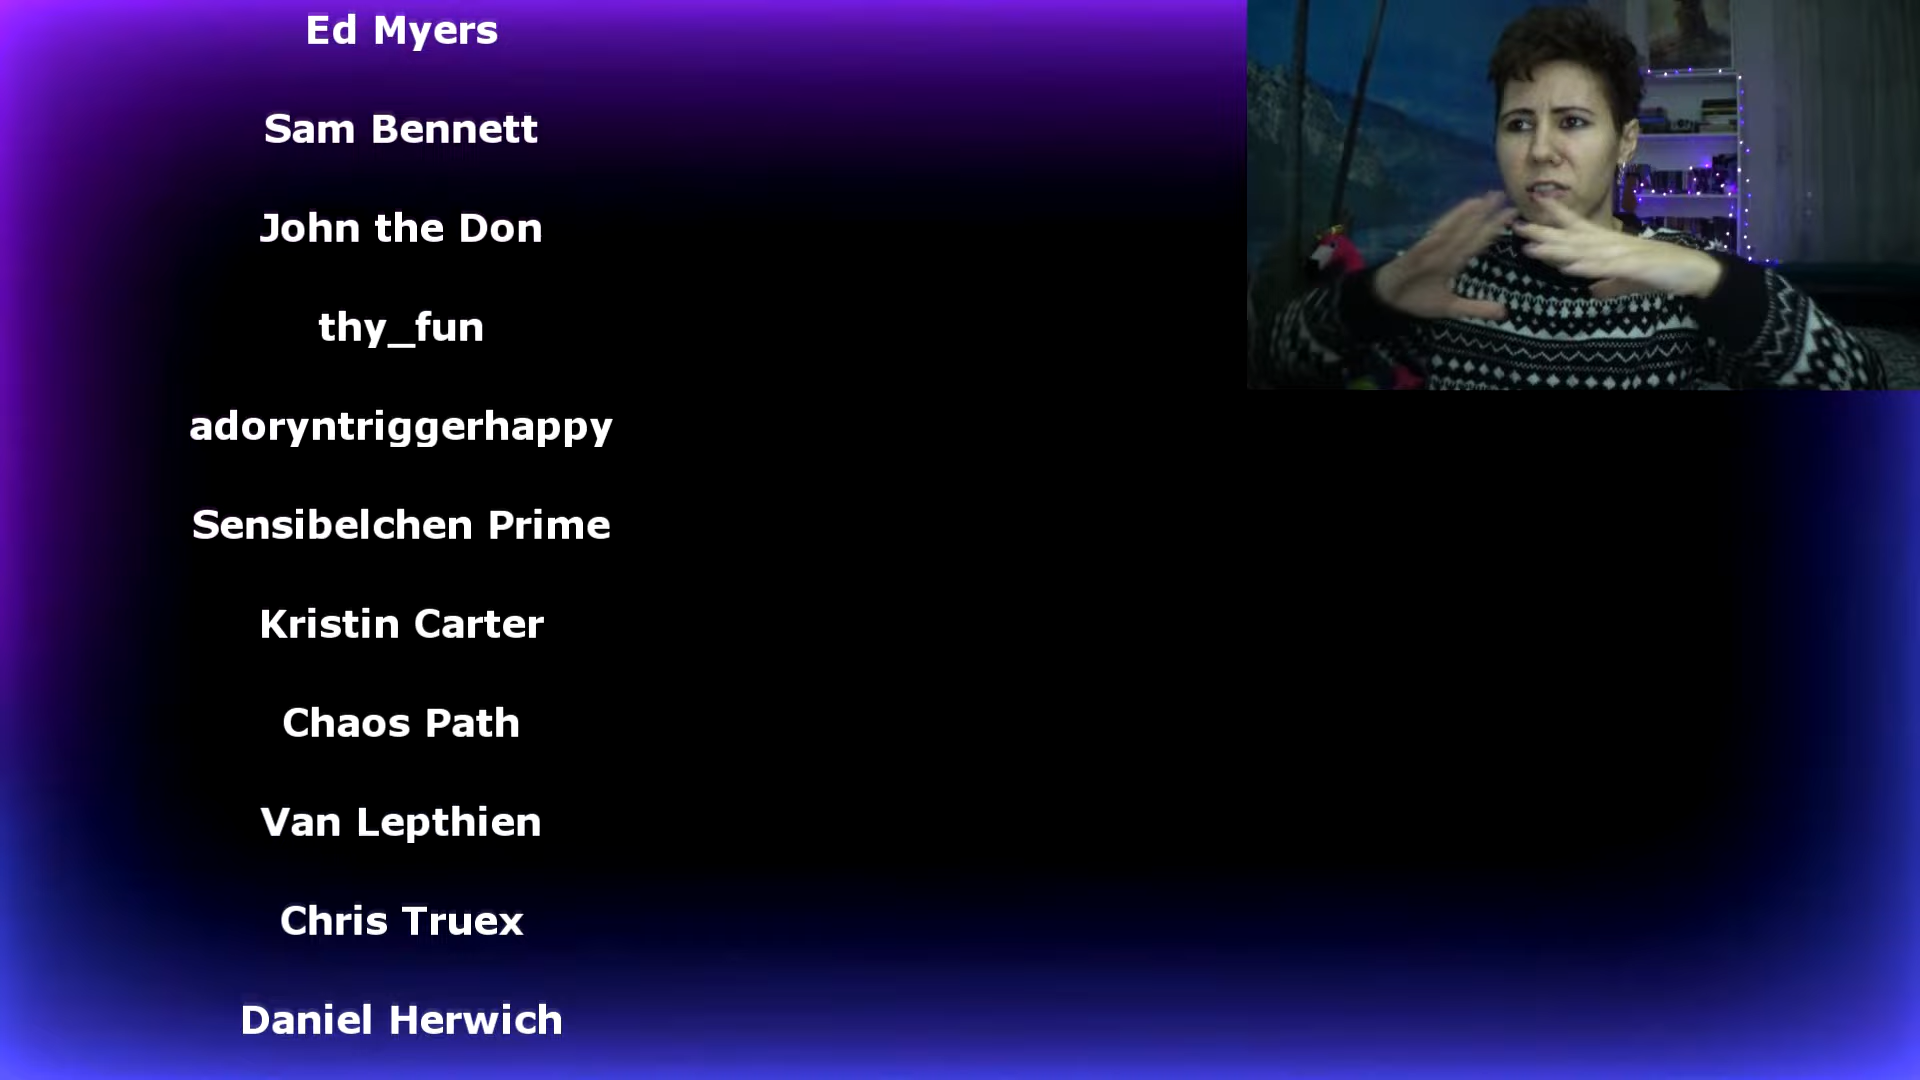 Ed Myers
Sam Bennett
John the Don
thy_fun
adoryntriggerhappy
Sensibelchen Prime
Kristin Carter
Chaos Path
Van Lepthien
Chris Truex
Daniel Herwich